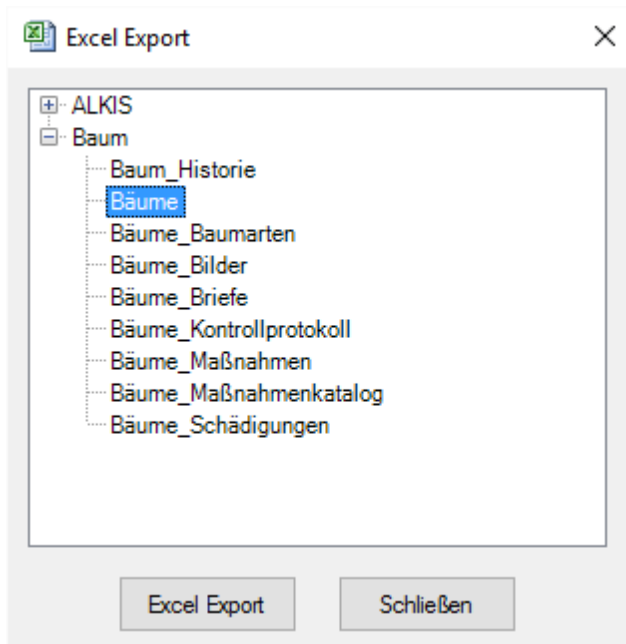 Excel Export
ALKIS
Baum
Baum_Historie
Bäume
Bäume_Baumarten
Bäume_Bilder
Bäume_Briefe
Bäume_Kontrollprotokoll
Bäume_Maßnahmen
Bäume_Maßnahmenkatalog
Bäume_Schädigungen
Excel Export Schließen